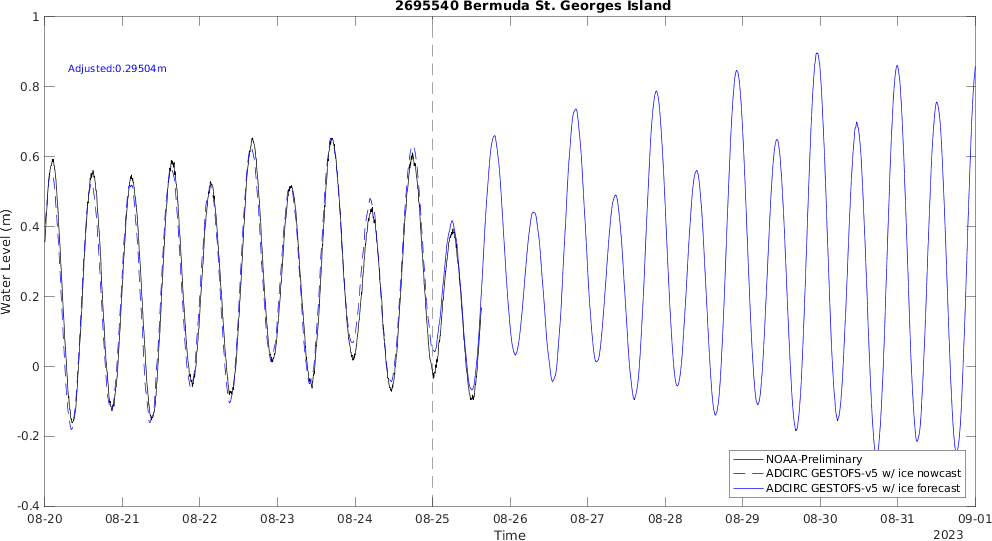 2695540 Bermuda St. Georges Island
Adjusted:0.29504m
Water Level (m)
1
0.8
0.6
0.4
0.2
0
-0.2
-0.4
NOAA-Preliminary
ADCIRC GESTOFS-v5 w/ ice nowcast
ADCIRC GESTOFS-v5 w/ ice forecast
08-20 08-21 08-22 08-23 08-24 08-25 08-26 08-27 08-28 08-29 08-30 08-31 09-01
Time
2023